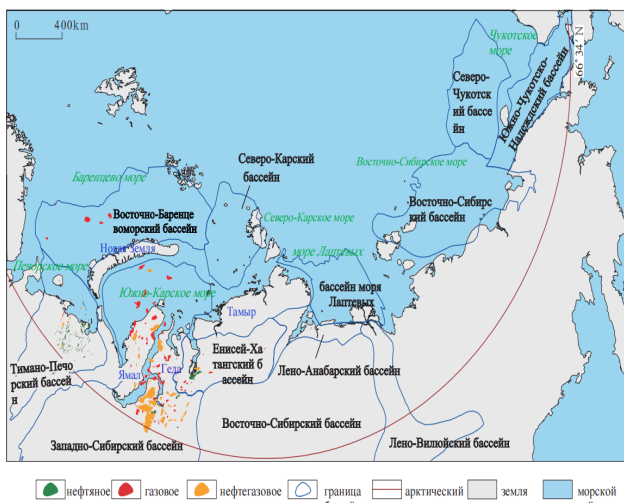 0 400km
Чукотское
море
66° 34′ N
Северо-
Чукотск
ий бассе
йн
Южно-Чукотско-
Надеждский бассейн
Северо-Карский
бассейн
Восточно-Сибирское море
Баренцево море
Восточно-Баренце
воморский бассейн
Северо-Карское море
Восточно-Сибирс
кий бассейн
Новая Земля
море Лаптевых
Печорское море
Южно-Карское море
бассейн моря
Лаптевых
Тамыр
Енисей-Ха
тангский б
ассейн
Тимано-Печо
рский бассей
н
Ямал
Геда
Лено-Анабарский бассейн
Восточно-Сибирский бассейн
Западно-Сибирский бассейн
Лено-Вилюйский бассейн
нефтяное газовое нефтегазовое граница арктический земля морской